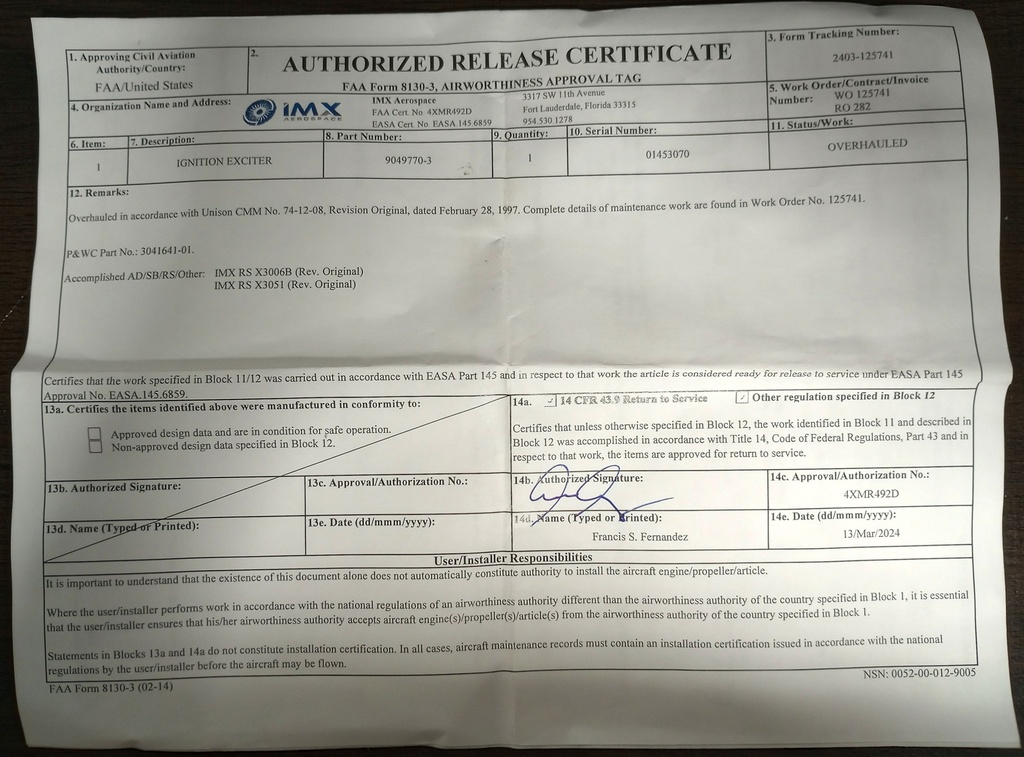 1. Approving Civil Aviation
Authority/Country:
FAA/United States
2.
AUTHORIZED RELEASE CERTIFICATE
FAA Form 8130-3, AIRWORTHINESS APPROVAL TAG
3. Form Tracking Number:
2403-125741
4. Organization Name and Address:
IMX
AEROSPACE
IMX Aerospace
FAA Cert. No. 4XMR492D
EASA Cert. No. EASA.145.6859
3317 SW 11th Avenue
Fort Lauderdale, Florida 33315
954.530.1278
5. Work Order/Contract/Invoice
Number: WO 125741
RO 282
6. Item:
1
7. Description:
IGNITION EXCITER
8. Part Number:
9049770-3
9. Quantity:
1
10. Serial Number:
01453070
11. Status/Work:
OVERHAULED
12. Remarks:
Overhauled in accordance with Unison CMM No. 74-12-08, Revision Original, dated February 28, 1997. Complete details of maintenance work are found in Work Order No. 125741.
P&WC Part No.: 3041641-01.
Accomplished AD/SB/RS/Other: IMX RS X3006B (Rev. Original)
IMX RS X3051 (Rev. Original)
Certifies that the work specified in Block 11/12 was carried out in accordance with EASA Part 145 and in respect to that work the article is considered ready for release to service under EASA Part 145
Approval No. EASA.145.6859.
13a. Certifies the items identified above were manufactured in conformity to:
Approved design data and are in condition for safe operation.
Non-approved design data specified in Block 12.
14a. ✓ 14 CFR 43.9 Return to Service ✓ Other regulation specified in Block 12
Certifies that unless otherwise specified in Block 12, the work identified in Block 11 and described in
Block 12 was accomplished in accordance with Title 14, Code of Federal Regulations, Part 43 and in
respect to that work, the items are approved for return to service.
13b. Authorized Signature:
13c. Approval/Authorization No.:
14b. Authorized Signature:
14c. Approval/Authorization No.:
4XMR492D
13d. Name (Typed or Printed):
13e. Date (dd/mmm/yyyy):
14d. Name (Typed or Printed):
Francis S. Fernandez
14e. Date (dd/mmm/yyyy):
13/Mar/2024
User/Installer Responsibilities
It is important to understand that the existence of this document alone does not automatically constitute authority to install the aircraft engine/propeller/article.
Where the user/installer performs work in accordance with the national regulations of an airworthiness authority different than the airworthiness authority of the country specified in Block 1, it is essential
that the user/installer ensures that his/her airworthiness authority accepts aircraft engine(s)/propeller(s)/article(s) from the airworthiness authority of the country specified in Block 1.
Statements in Blocks 13a and 14a do not constitute installation certification. In all cases, aircraft maintenance records must contain an installation certification issued in accordance with the national
regulations by the user/installer before the aircraft may be flown.
FAA Form 8130-3 (02-14)
NSN: 0052-00-012-9005